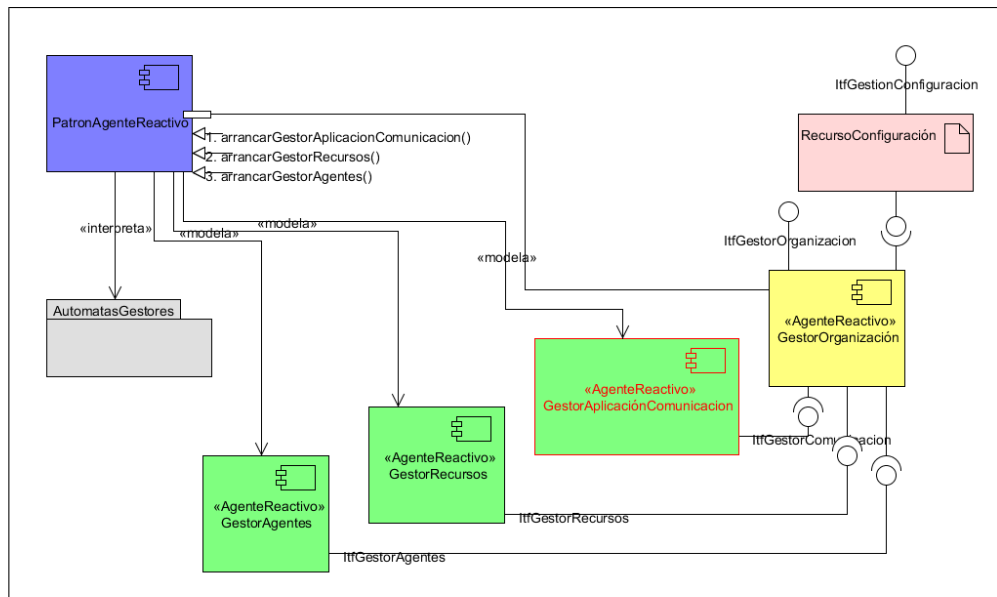 ItfGestionConfiguracion
PatronAgenteReactivo
RecursoConfiguración
1. arrancarGestorAplicacionComunicacion()
2. arrancarGestorRecursos()
3. arrancarGestorAgentes()
«interpreta»
«modela»
«modela»
«modela»
ItfGestorOrganizacion
AutomatasGestores
«AgenteReactivo»
GestorOrganización
«AgenteReactivo»
GestorAplicaciónComunicacion
ItfGestorComunicacion
«AgenteReactivo»
GestorRecursos
ItfGestorRecursos
«AgenteReactivo»
GestorAgentes
ItfGestorAgentes